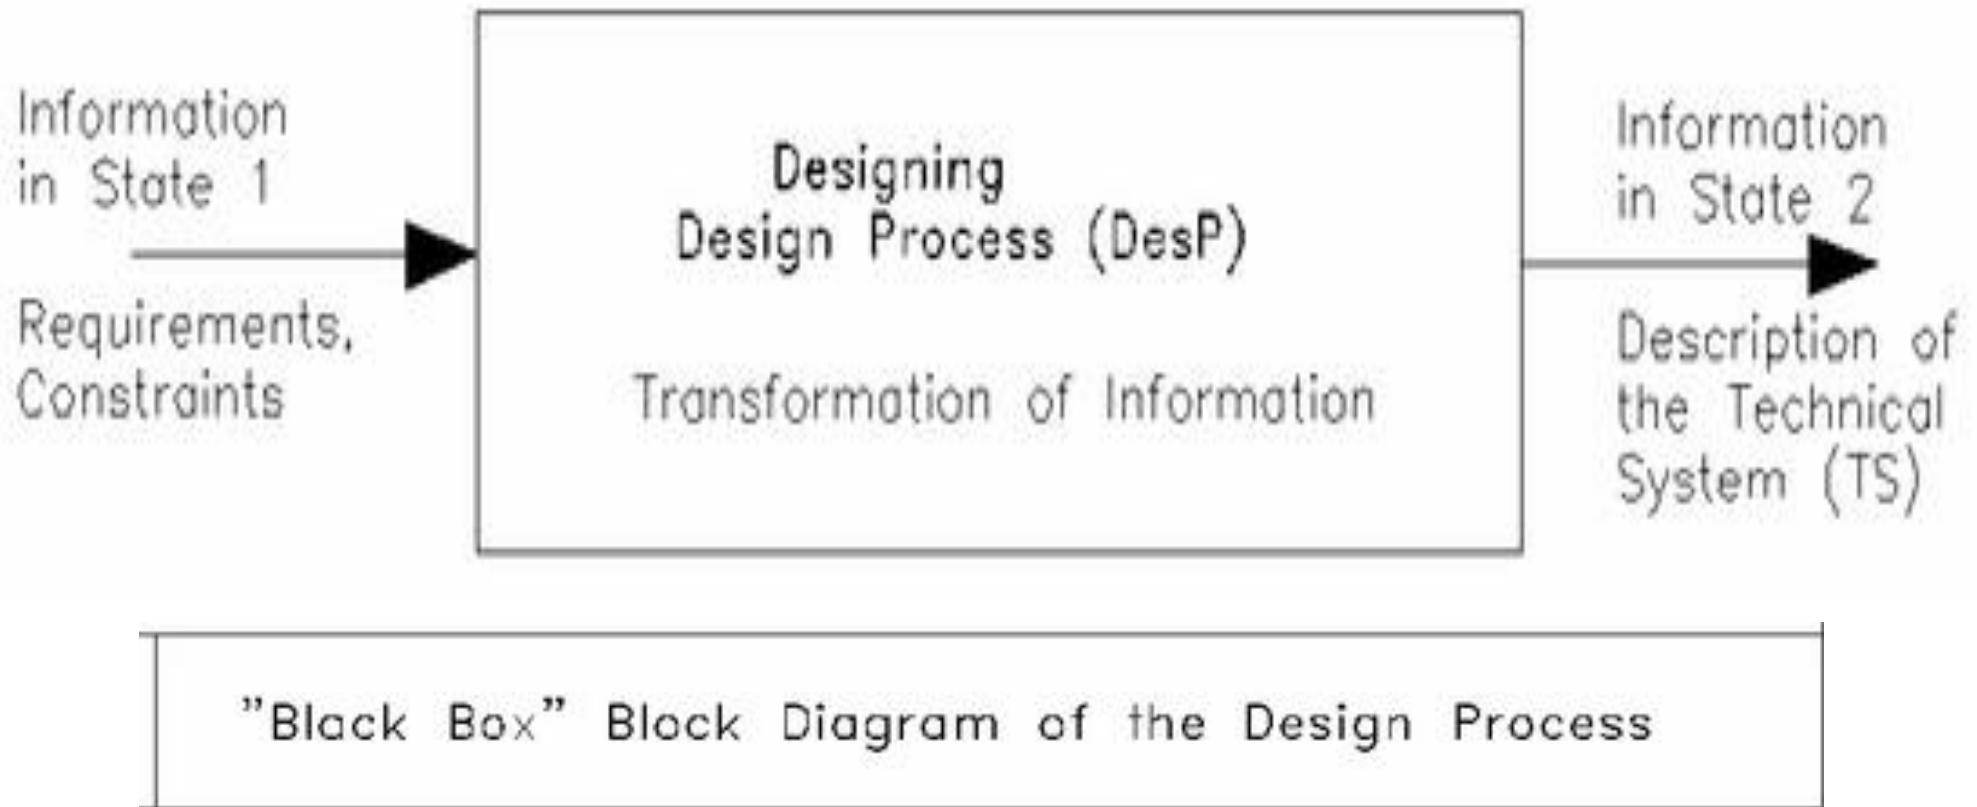 Information
in State 1
Requirements,
Constraints
Designing
Design Process (DesP)
Transformation of Information
Information
in State 2
Description of
the Technical
System (TS)
”Black Box” Block Diagram of the Design Process